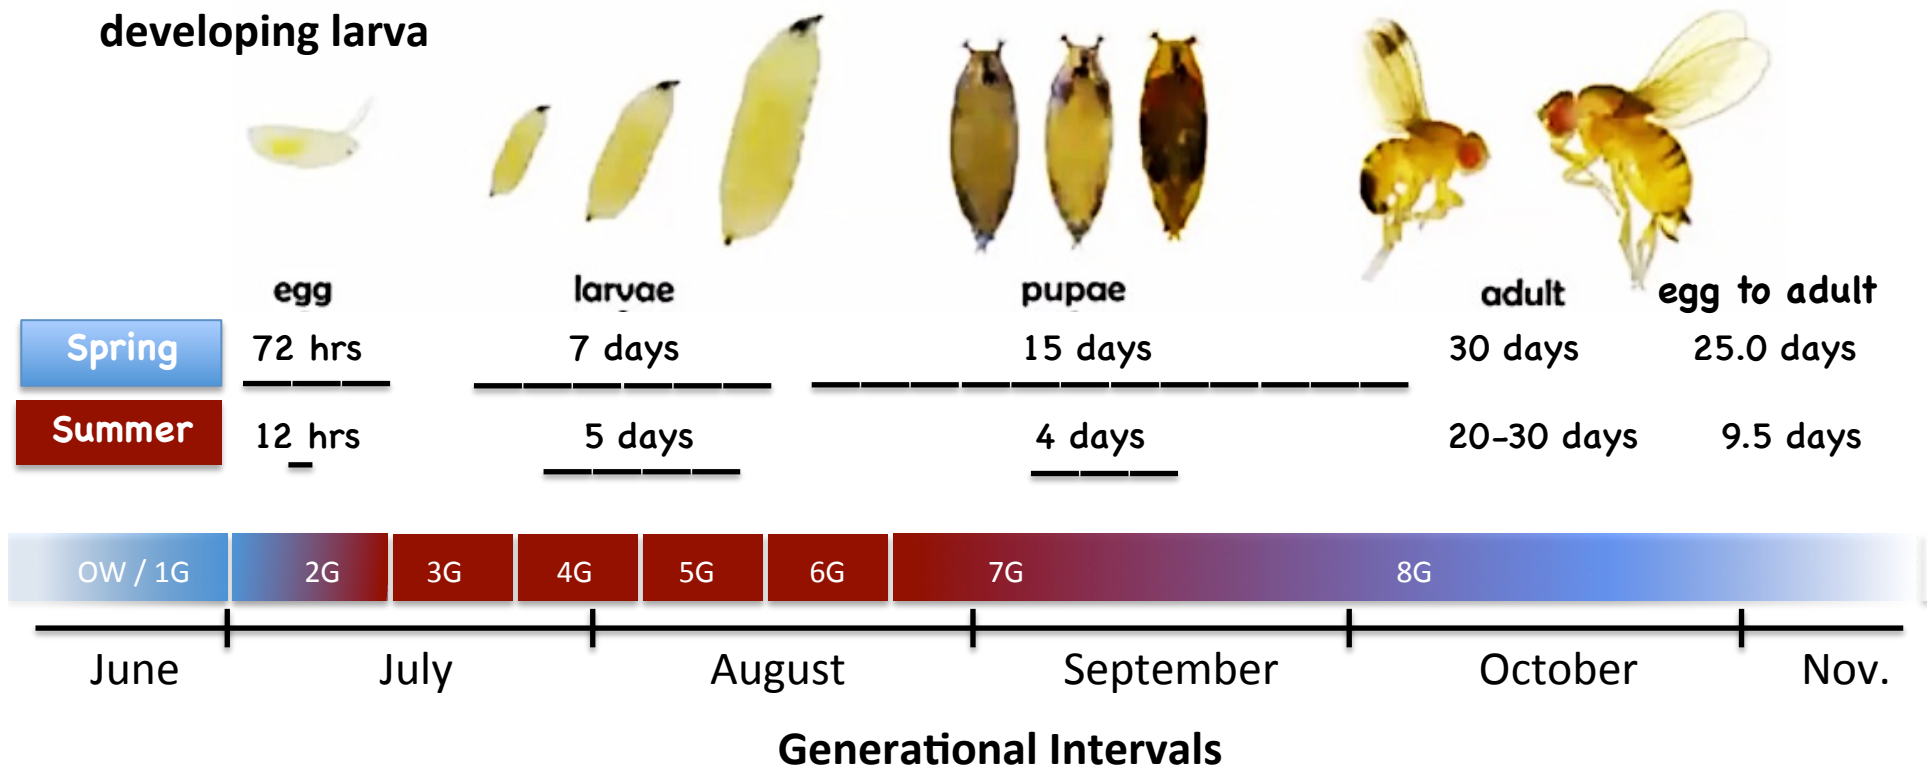 developing larva
egg larvae pupae adult egg to adult
Spring 72 hrs 7 days 15 days 30 days 25.0 days
Summer 12 hrs 5 days 4 days 20-30 days 9.5 days
OW / 1G 2G 3G 4G 5G 6G 7G 8G
June July August September October Nov.
Generational Intervals